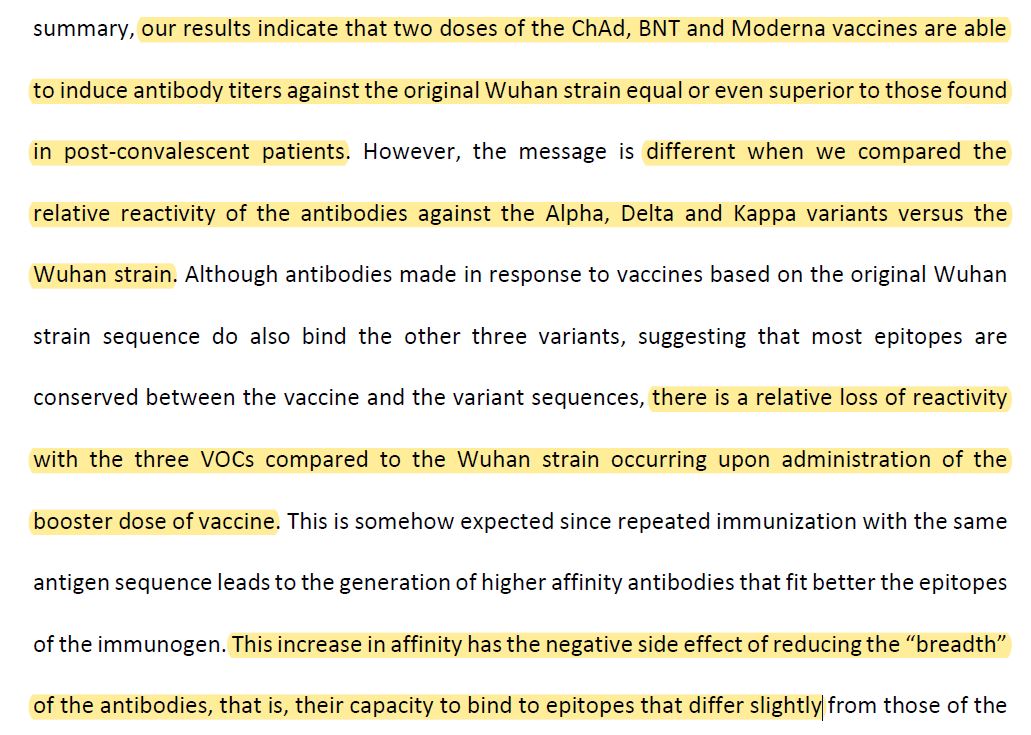 summary, our results indicate that two doses of the ChAd, BNT and Moderna vaccines are able
to induce antibody titers against the original Wuhan strain equal or even superior to those found
in post-convalescent patients. However, the message is different when we compared the
relative reactivity of the antibodies against the Alpha, Delta and Kappa variants versus the
Wuhan strain. Although antibodies made in response to vaccines based on the original Wuhan
strain sequence do also bind the other three variants, suggesting that most epitopes are
conserved between the vaccine and the variant sequences, there is a relative loss of reactivity
with the three VOCs compared to the Wuhan strain occurring upon administration of the
booster dose of vaccine. This is somehow expected since repeated immunization with the same
antigen sequence leads to the generation of higher affinity antibodies that fit better the epitopes
of the immunogen. This increase in affinity has the negative side effect of reducing the “breadth”
of the antibodies, that is, their capacity to bind to epitopes that differ slightly from those of the